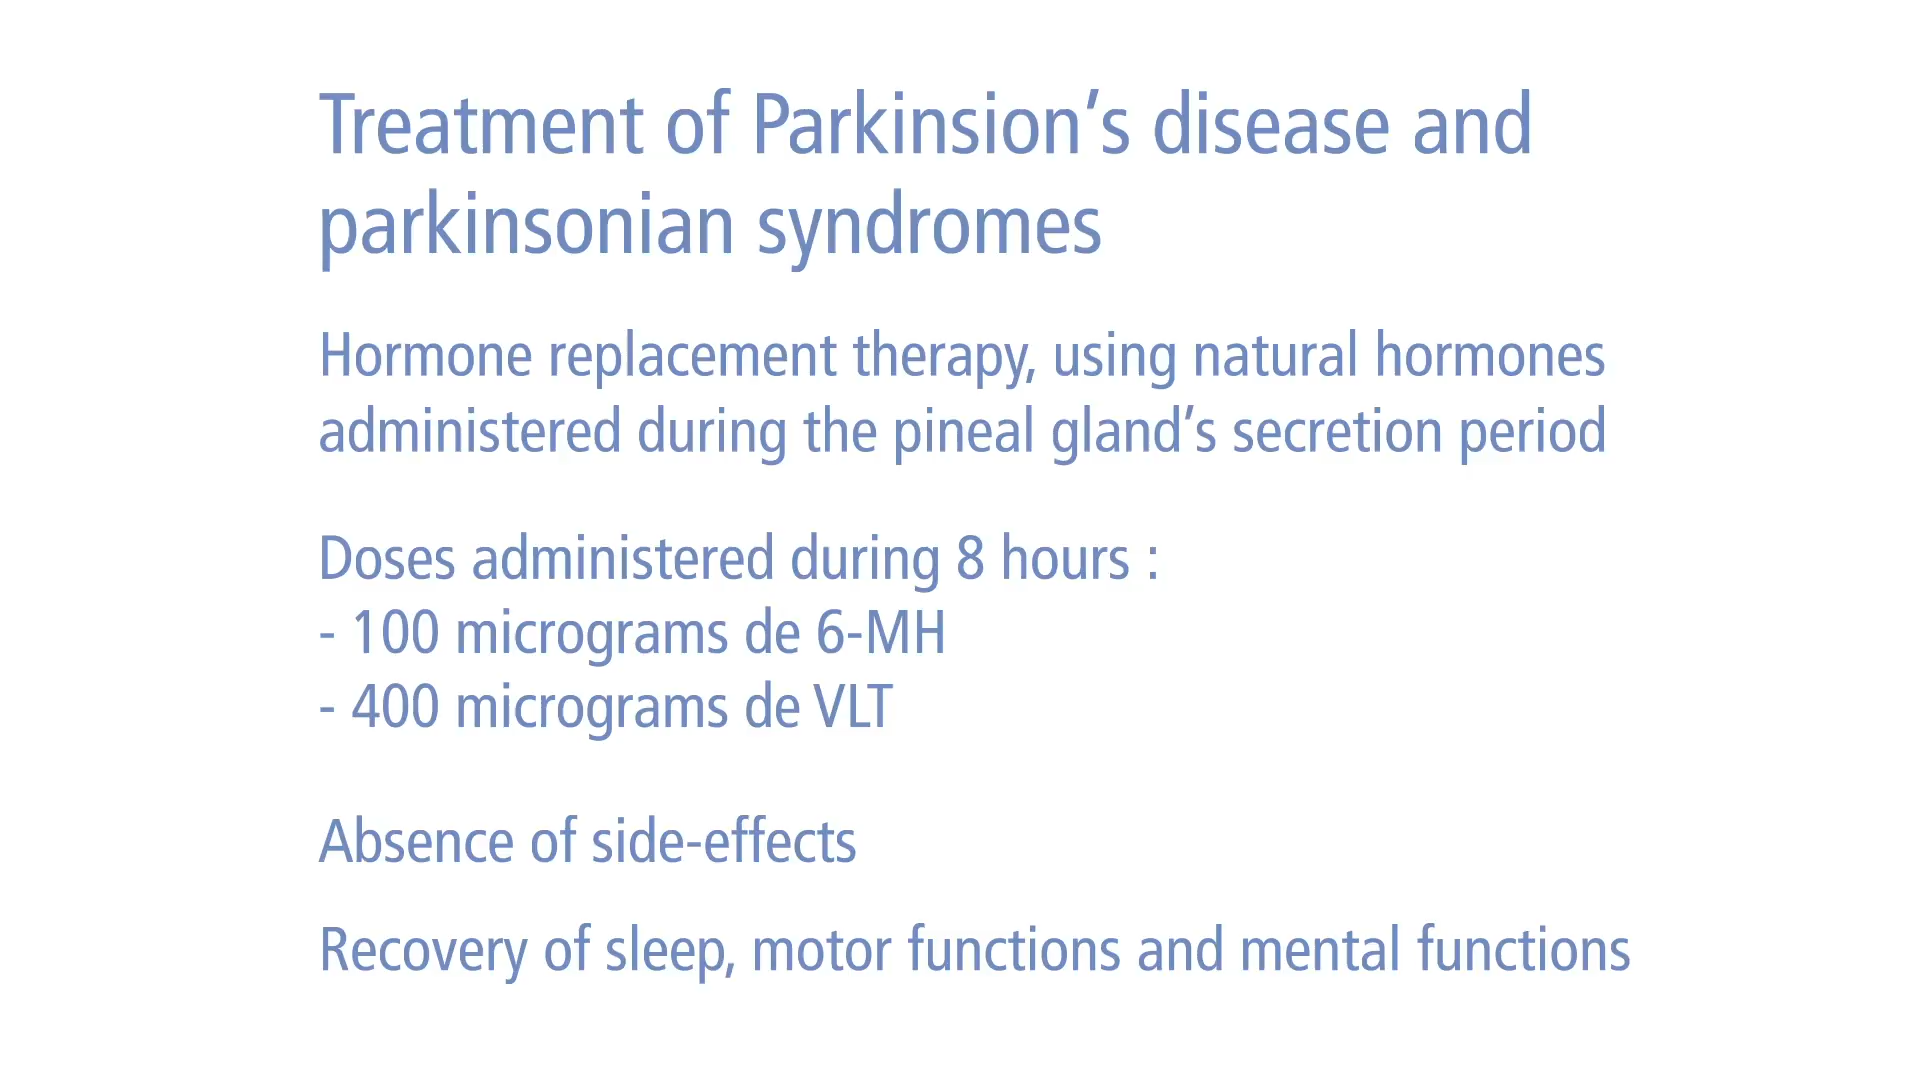 Treatment of Parkinsion’s disease and
parkinsonian syndromes
Hormone replacement therapy, using natural hormones
administered during the pineal gland’s secretion period
Doses administered during 8 hours :
- 100 micrograms de 6-MH
- 400 micrograms de VLT
Absence of side-effects
Recovery of sleep, motor functions and mental functions